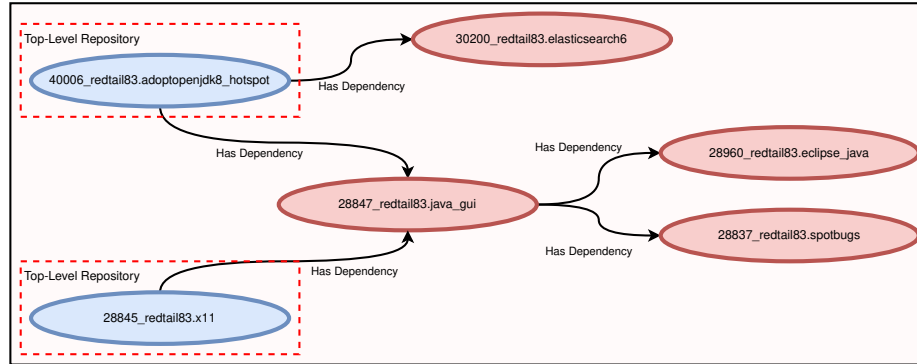 Top-Level Repository
40006_redtail83.adoptopenjdk8_hotspot
30200_redtail83.elasticsearch6
Has Dependency
Has Dependency
Has Dependency
28960_redtail83.eclipse_java
28847_redtail83.java_gui
28837_redtail83.spotbugs
Has Dependency
Top-Level Repository
Has Dependency
28845_redtail83.x11